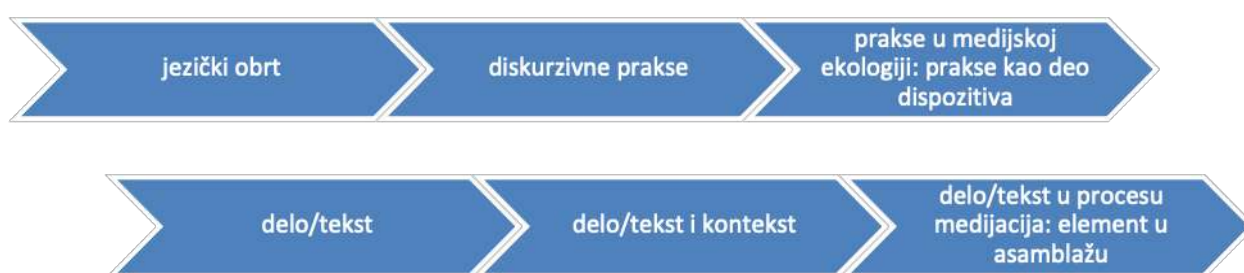 jezički obrt
diskurzivne prakse
prakse u medijskoj
ekologiji: prakse kao deo
dispozitiva
delo/tekst
delo/tekst i kontekst
delo/tekst u procesu
medijacija: element u
asamblažu